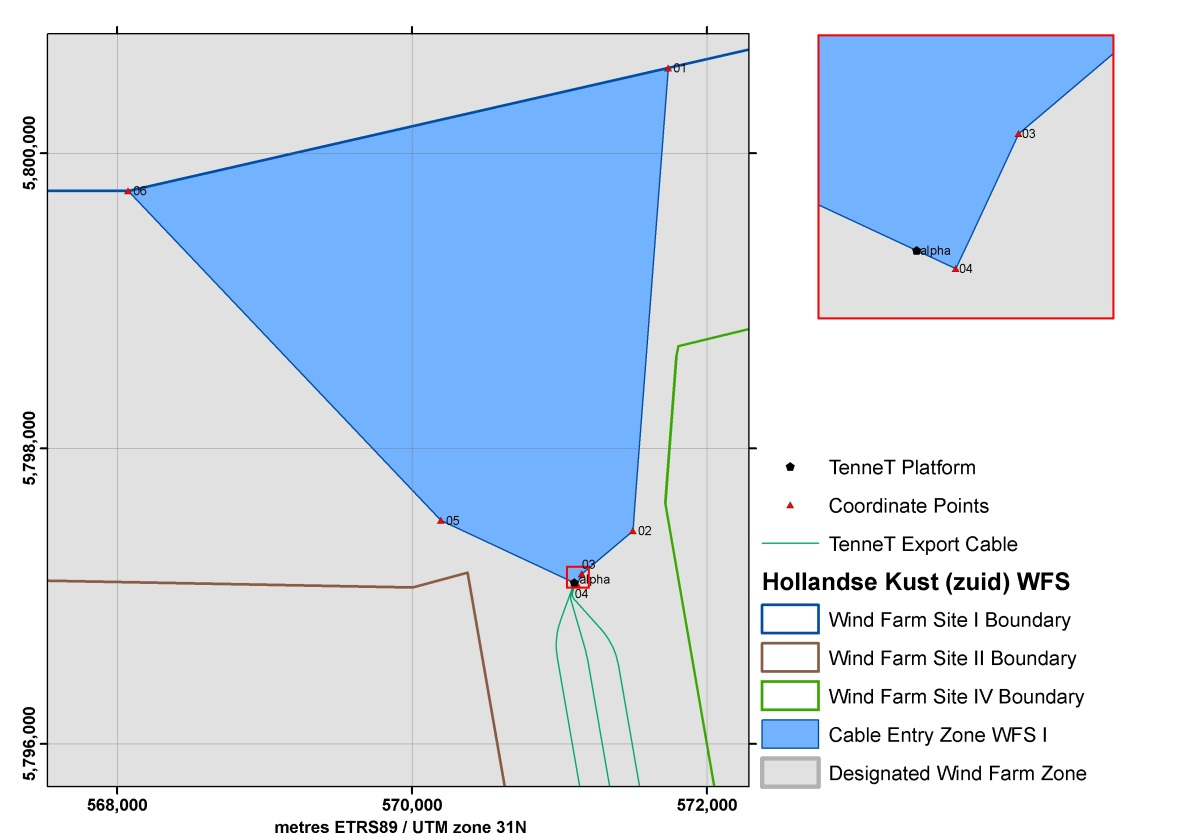 01
03
alpha
04
5,800,000
06
5,798,000
05
02
03
alpha
04
5,796,000
568,000
570,000
572,000
metres ETRS89 / UTM zone 31N
TenneT Platform
Coordinate Points
TenneT Export Cable
Hollandse Kust (zuid) WFS
Wind Farm Site I Boundary
Wind Farm Site II Boundary
Wind Farm Site IV Boundary
Cable Entry Zone WFS I
Designated Wind Farm Zone